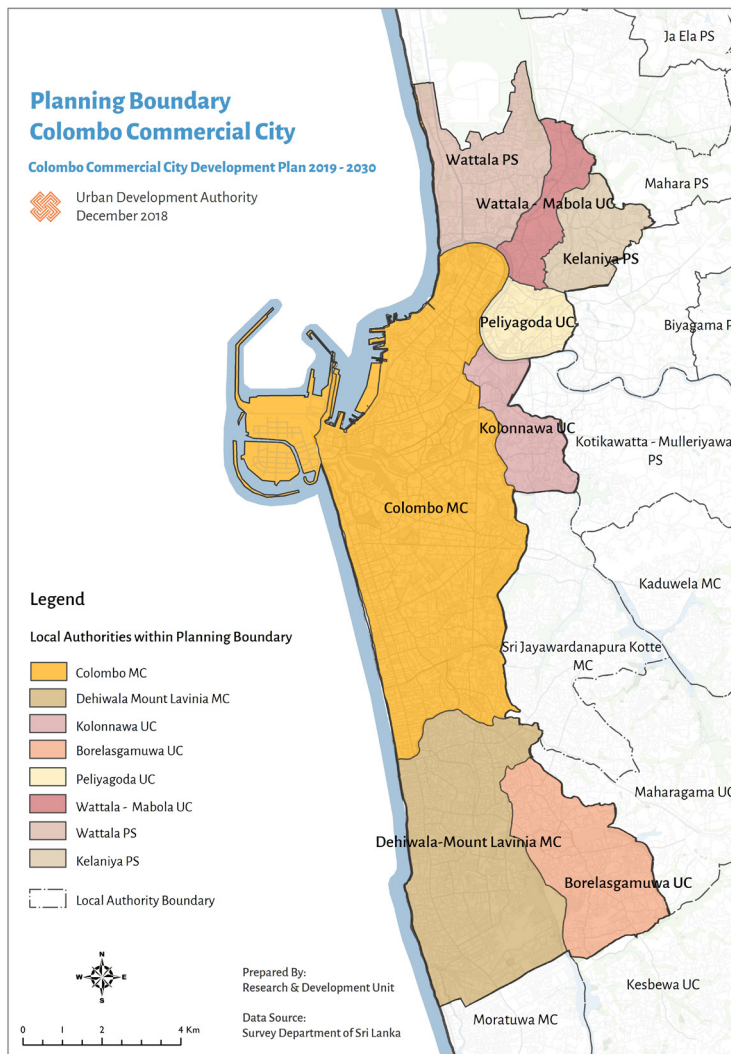 Planning Boundary
Colombo Commercial City
Colombo Commercial City Development Plan 2019 - 2030
Urban Development Authority
December 2018
Ja Ela PS
Wattala PS
Mahara PS
Wattala - Mabola UC
Kelaniya PS
Peliyagoda UC
Biyagama P
Kolonnawa UC
Kotikawatta - Mulleriyawa
PS
Colombo MC
Kaduwela MC
Sri Jayawardanapura Kotte
MC
Maharagama UC
Dehiwala-Mount Lavinia MC
Borelasgamuwa UC
Kesbewa UC
Moratuwa MC
Legend
Local Authorities within Planning Boundary
Colombo MC
Dehiwala Mount Lavinia MC
Kolonnawa UC
Borelasgamuwa UC
Peliyagoda UC
Wattala - Mabola UC
Wattala PS
Kelaniya PS
Local Authority Boundary
N
W E
S
Prepared By:
Research & Development Unit
Data Source:
Survey Department of Sri Lanka
0 1 2 4 Km